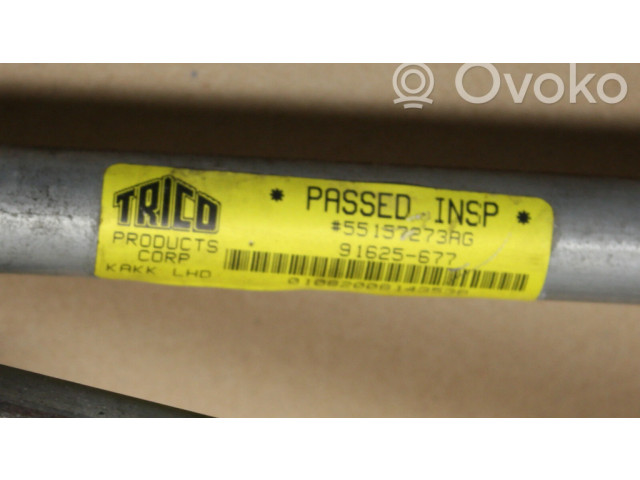 Ovoko
TRICO
PRODUCTS
CORP
KAKK LHD
* PASSED INSP *
#55157273AG
91625-677